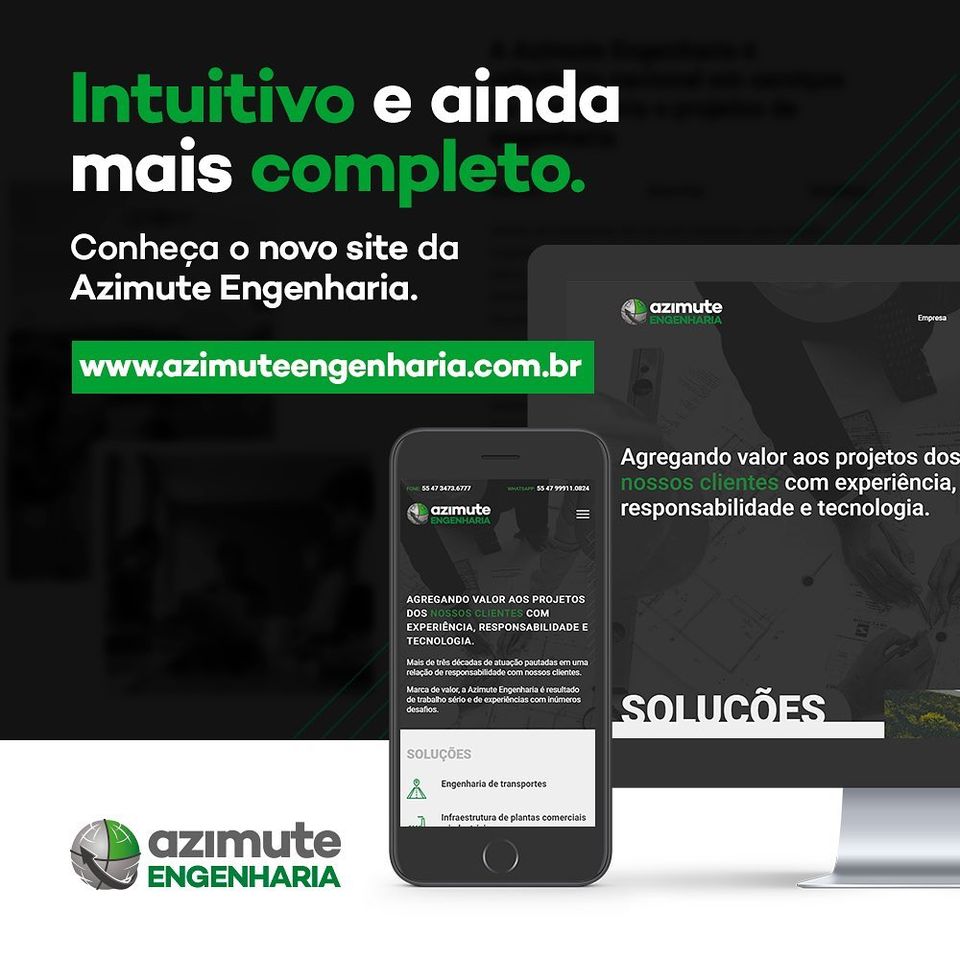 Intuitivo e ainda
mais completo.
Conheça o novo site da
Azimute Engenharia.
www.azimuteengenharia.com.br
azimute
ENGENHARIA
Empresa
Agregando valor aos projetos dos
nossos clientes com experiência,
responsabilidade e tecnologia.
SOLUÇÕES
FONE: 55 47 3473.6777 WHATSAPP: 55 47 99911.0824
azimute
ENGENHARIA
AGREGANDO VALOR AOS PROJETOS
DOS NOSSOS CLIENTES COM
EXPERIÊNCIA, RESPONSABILIDADE E
TECNOLOGIA.
Mais de três décadas de atuação pautadas em uma
relação de responsabilidade com nossos clientes.
Marca de valor, a Azimute Engenharia é resultado
de trabalho sério e de experiências com inúmeros
desafios.
SOLUÇÕES
Engenharia de transportes
Infraestrutura de plantas comerciais
azimute
ENGENHARIA